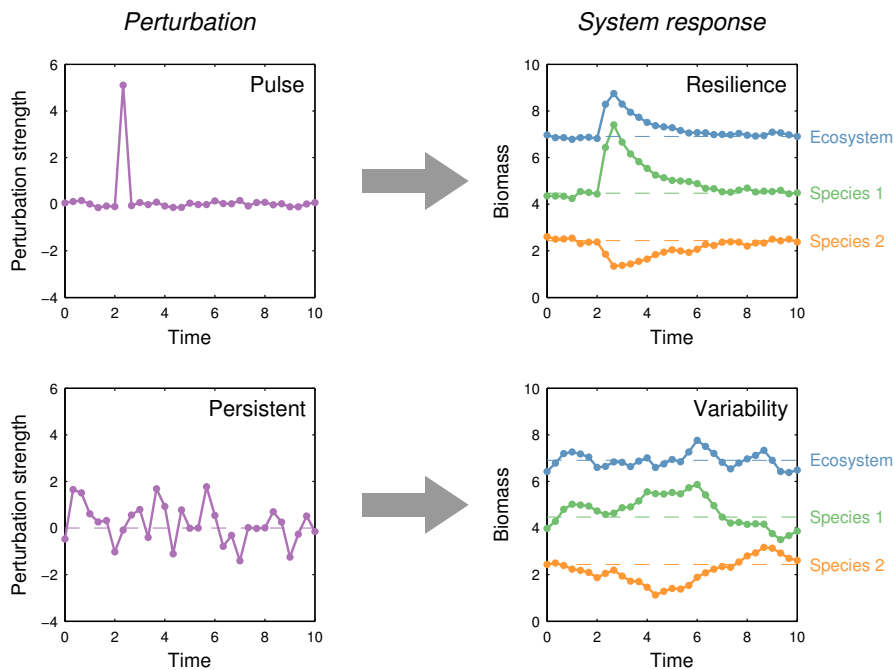 Perturbation
System response
Perturbation strength
6
4
2
0
−2
−4
Pulse
0 2 4 6 8 10
Time
Biomass
10
8
6
4
2
0
Resilience
Ecosystem
Species 1
Species 2
0 2 4 6 8 10
Time
Perturbation strength
6
4
2
0
−2
−4
Persistent
0 2 4 6 8 10
Time
Biomass
10
8
6
4
2
0
Variability
Ecosystem
Species 1
Species 2
0 2 4 6 8 10
Time